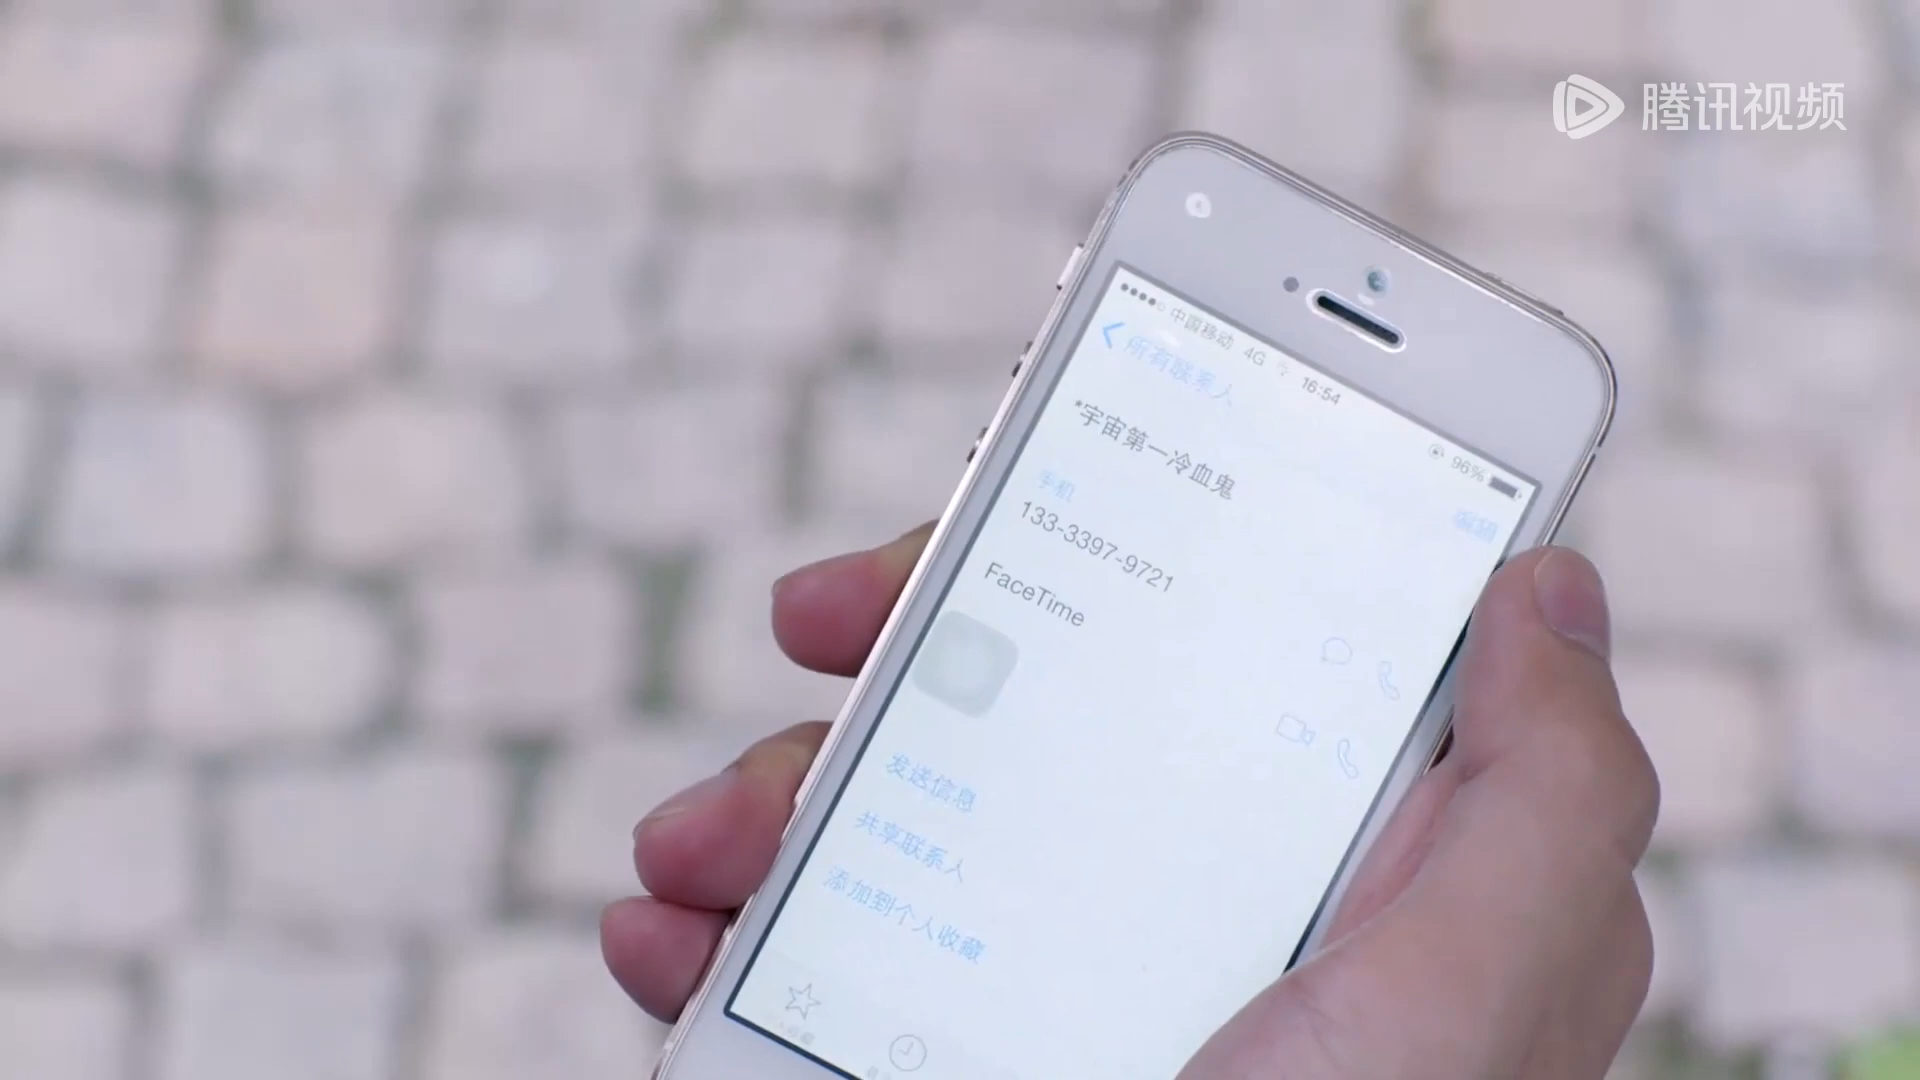 腾讯视频
中国移动 4G 16:54 96%
所有联系人
编辑
*宇宙第一冷血鬼
手机
133-3397-9721
FaceTime
发送信息
共享联系人
添加到个人收藏